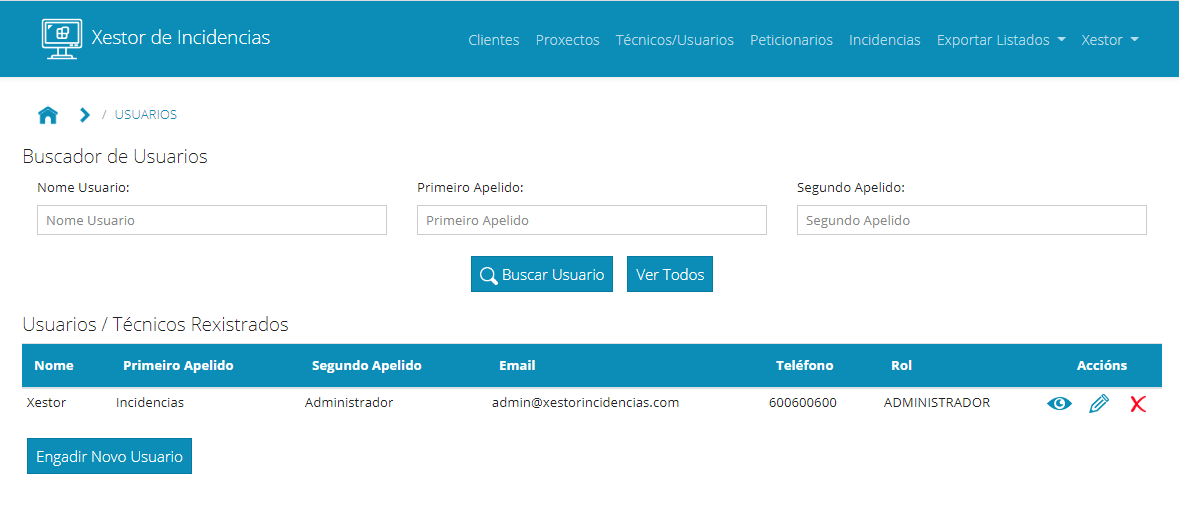 Xestor de Incidencias
Clientes Proxectos Técnicos/Usuarios Peticionarios Incidencias Exportar Listados Xestor
/ USUARIOS
Buscador de Usuarios
Nome Usuario: Primeiro Apelido: Segundo Apelido:
Nome Usuario Primeiro Apelido Segundo Apelido
Buscar Usuario Ver Todos
Usuarios / Técnicos Rexistrados
Nome Primeiro Apelido Segundo Apelido Email Teléfono Rol Accións
Xestor Incidencias Administrador admin@xestorincidencias.com 600600600 ADMINISTRADOR
Engadir Novo Usuario